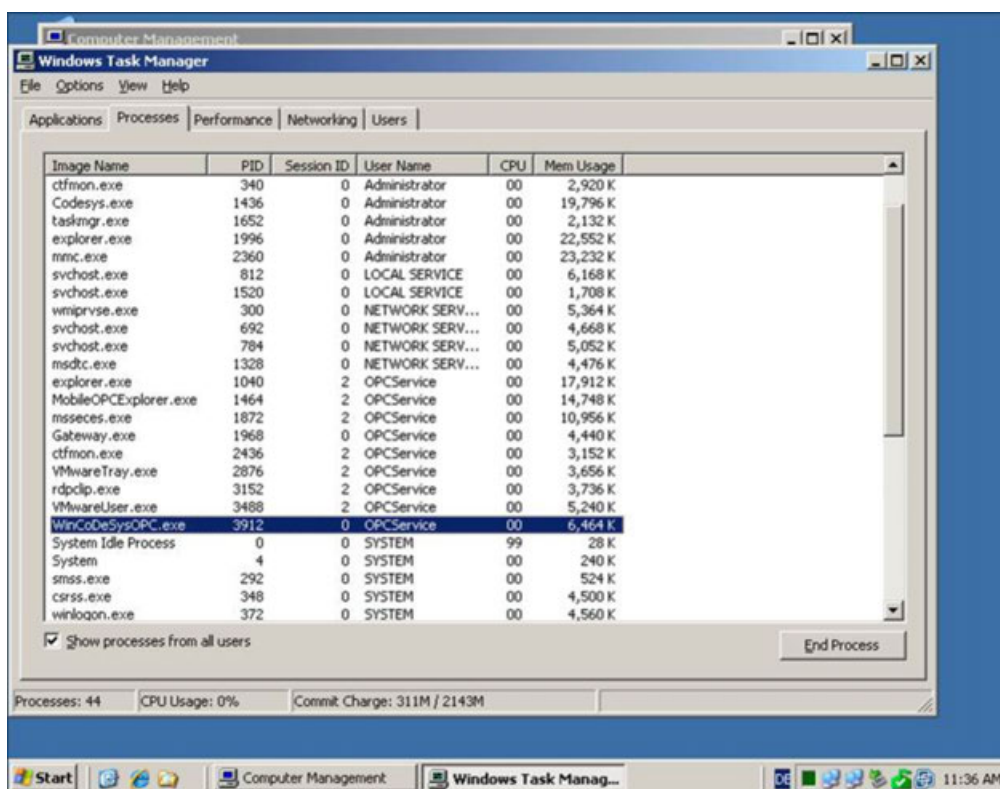 Computer Management
Windows Task Manager
File Options View Help
Applications Processes Performance Networking Users
Image Name PID Session ID User Name CPU Mem Usage
ctfmon.exe 340 0 Administrator 00 2,920 K
Codesys.exe 1436 0 Administrator 00 19,796 K
taskmgr.exe 1652 0 Administrator 00 2,132 K
explorer.exe 1996 0 Administrator 00 22,552 K
mmc.exe 2360 0 Administrator 00 23,232 K
svchost.exe 812 0 LOCAL SERVICE 00 6,168 K
svchost.exe 1520 0 LOCAL SERVICE 00 1,708 K
wmiprvse.exe 300 0 NETWORK SERV... 00 5,364 K
svchost.exe 692 0 NETWORK SERV... 00 4,668 K
svchost.exe 784 0 NETWORK SERV... 00 5,052 K
msdtc.exe 1328 0 NETWORK SERV... 00 4,476 K
explorer.exe 1040 2 OPCService 00 17,912 K
MobileOPCExplorer.exe 1464 2 OPCService 00 14,748 K
msseces.exe 1872 2 OPCService 00 10,956 K
Gateway.exe 1968 0 OPCService 00 4,440 K
ctfmon.exe 2436 2 OPCService 00 3,152 K
VMwareTray.exe 2876 2 OPCService 00 3,656 K
rdpclip.exe 3152 2 OPCService 00 3,736 K
VMwareUser.exe 3488 2 OPCService 00 5,240 K
WinCoDeSysOPC.exe 3912 0 OPCService 00 6,464 K
System Idle Process 0 0 SYSTEM 99 28 K
System 4 0 SYSTEM 00 240 K
smss.exe 292 0 SYSTEM 00 524 K
csrss.exe 348 0 SYSTEM 00 4,500 K
winlogon.exe 372 0 SYSTEM 00 4,560 K
Show processes from all users
End Process
Processes: 44 CPU Usage: 0% Commit Charge: 311M / 2143M
Start Computer Management Windows Task Manag... DE 11:36 AM